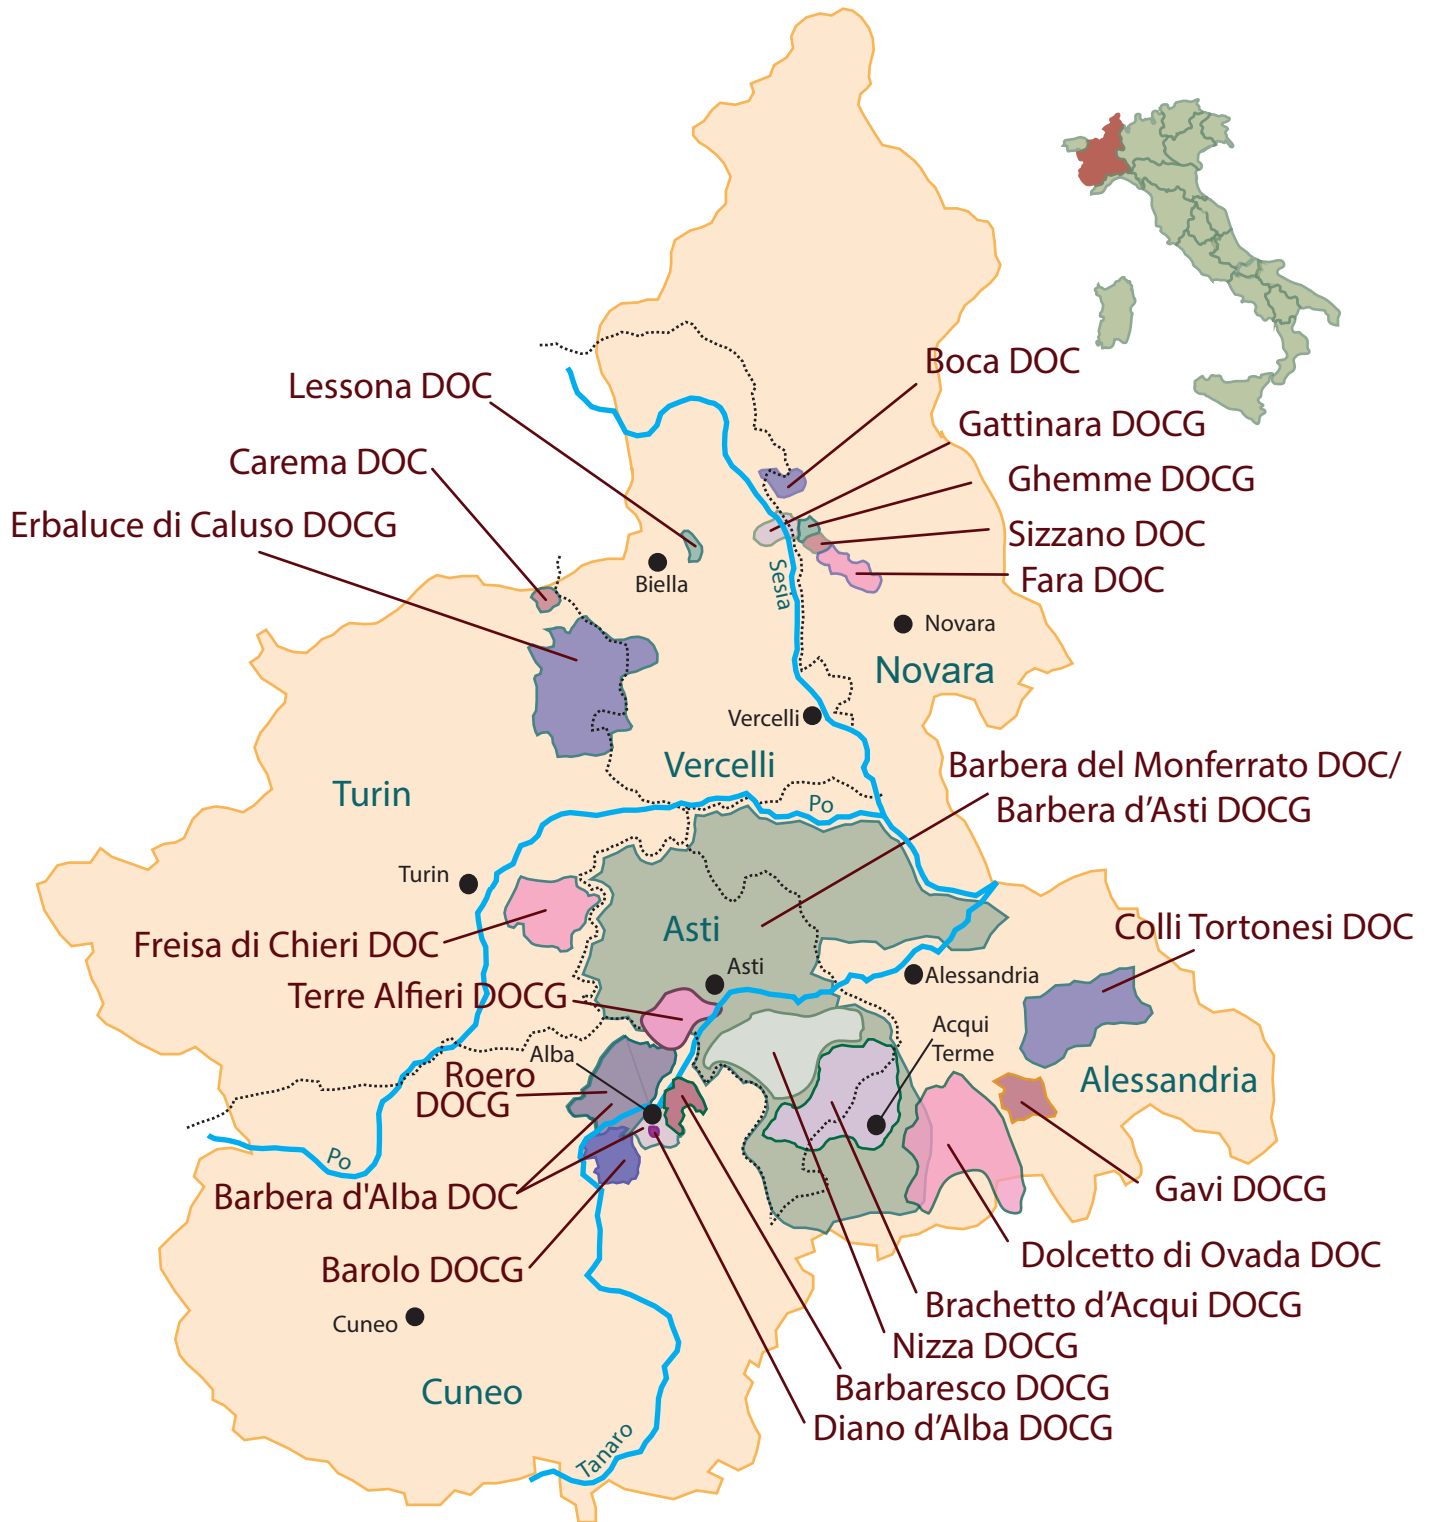 Boca DOC
Lessona DOC
Gattinara DOCG
Carema DOC
Ghemme DOCG
Erbaluce di Caluso DOCG
Sizzano DOC
Fara DOC
Biella
Sesia
Novara
Novara
Vercelli
Vercelli
Turin
Po
Barbera del Monferrato DOC/
Barbera d’Asti DOCG
Turin
Asti
Colli Tortonesi DOC
Freisa di Chieri DOC
Asti
Alessandria
Terre Alfieri DOCG
Acqui
Terme
Alba
Roero
DOCG
Alessandria
Po
Barbera d'Alba DOC
Gavi DOCG
Barolo DOCG
Dolcetto di Ovada DOC
Brachetto d’Acqui DOCG
Cuneo
Nizza DOCG
Cuneo
Barbaresco DOCG
Diano d’Alba DOCG
Tanaro